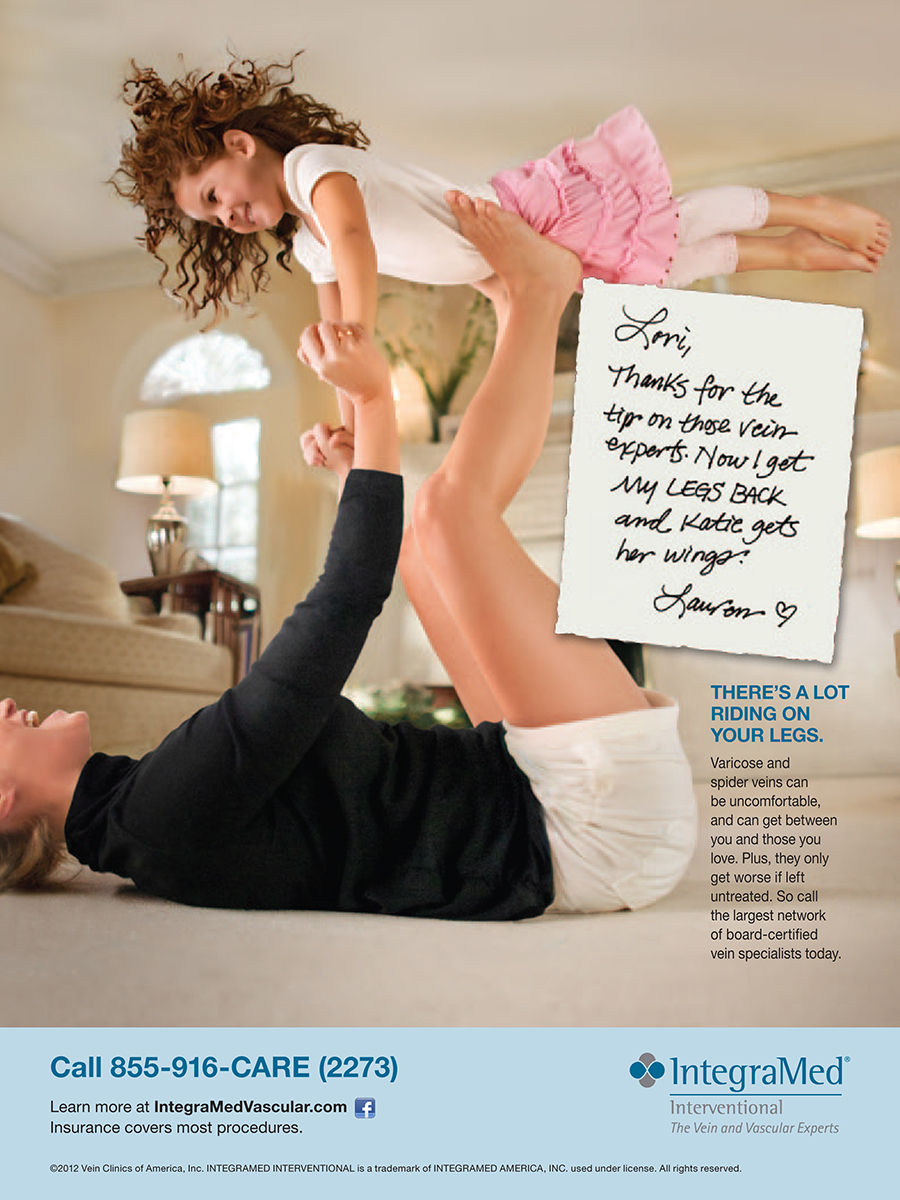 Lori,
Thanks for the
tip on those vein
experts. Now I get
MY LEGS BACK
and Katie gets
her wings!
Lauren ♡
THERE'S A LOT
RIDING ON
YOUR LEGS.
Varicose and
spider veins can
be uncomfortable,
and can get between
you and those you
love. Plus, they only
get worse if left
untreated. So call
the largest network
of board-certified
vein specialists today.
Call 855-916-CARE (2273)
Learn more at IntegraMedVascular.com f
Insurance covers most procedures.
IntegraMed®
Interventional
The Vein and Vascular Experts
©2012 Vein Clinics of America, Inc. INTEGRAMED INTERVENTIONAL is a trademark of INTEGRAMED AMERICA, INC. used under license. All rights reserved.